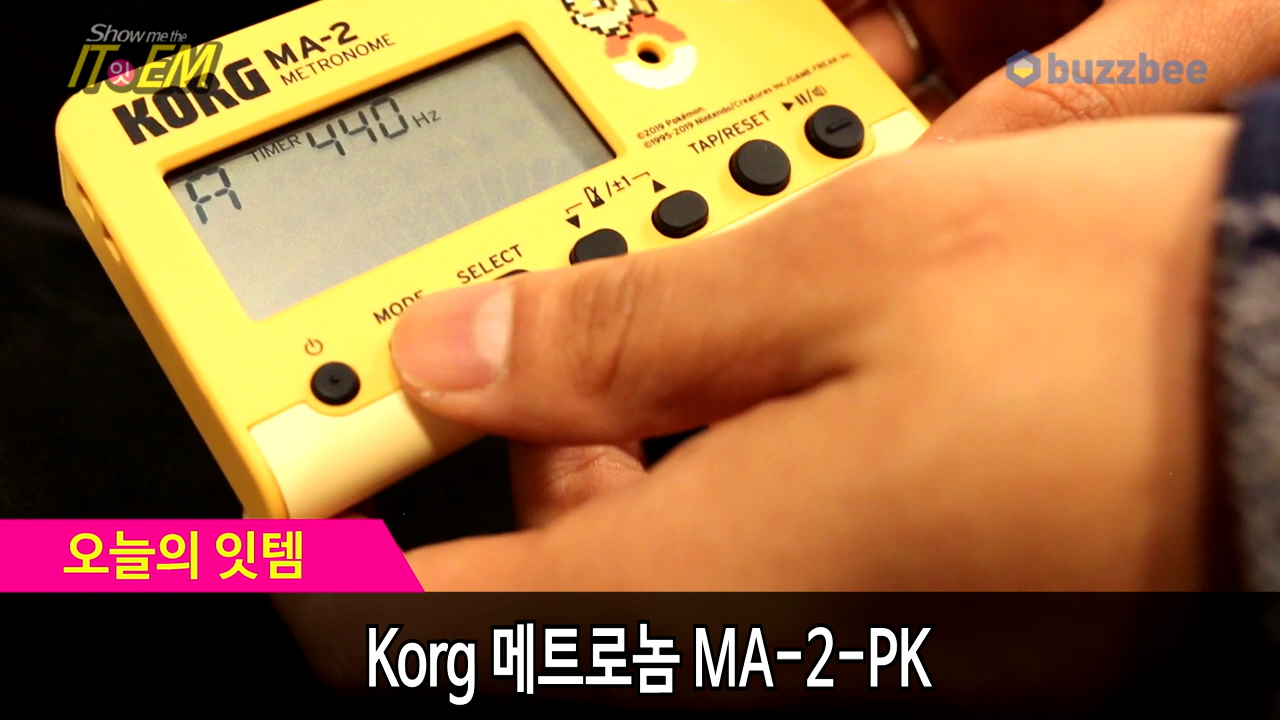 Show me the
IT잇EM
buzzbee
KORG MA-2
METRONOME
TIMER 440 Hz
A
©2019 Pokémon.
©1995-2019 Nintendo/Creatures Inc./GAME FREAK inc.
TAP/RESET
/±1
SELECT
MODE
오늘의 잇템
Korg 메트로놈 MA-2-PK